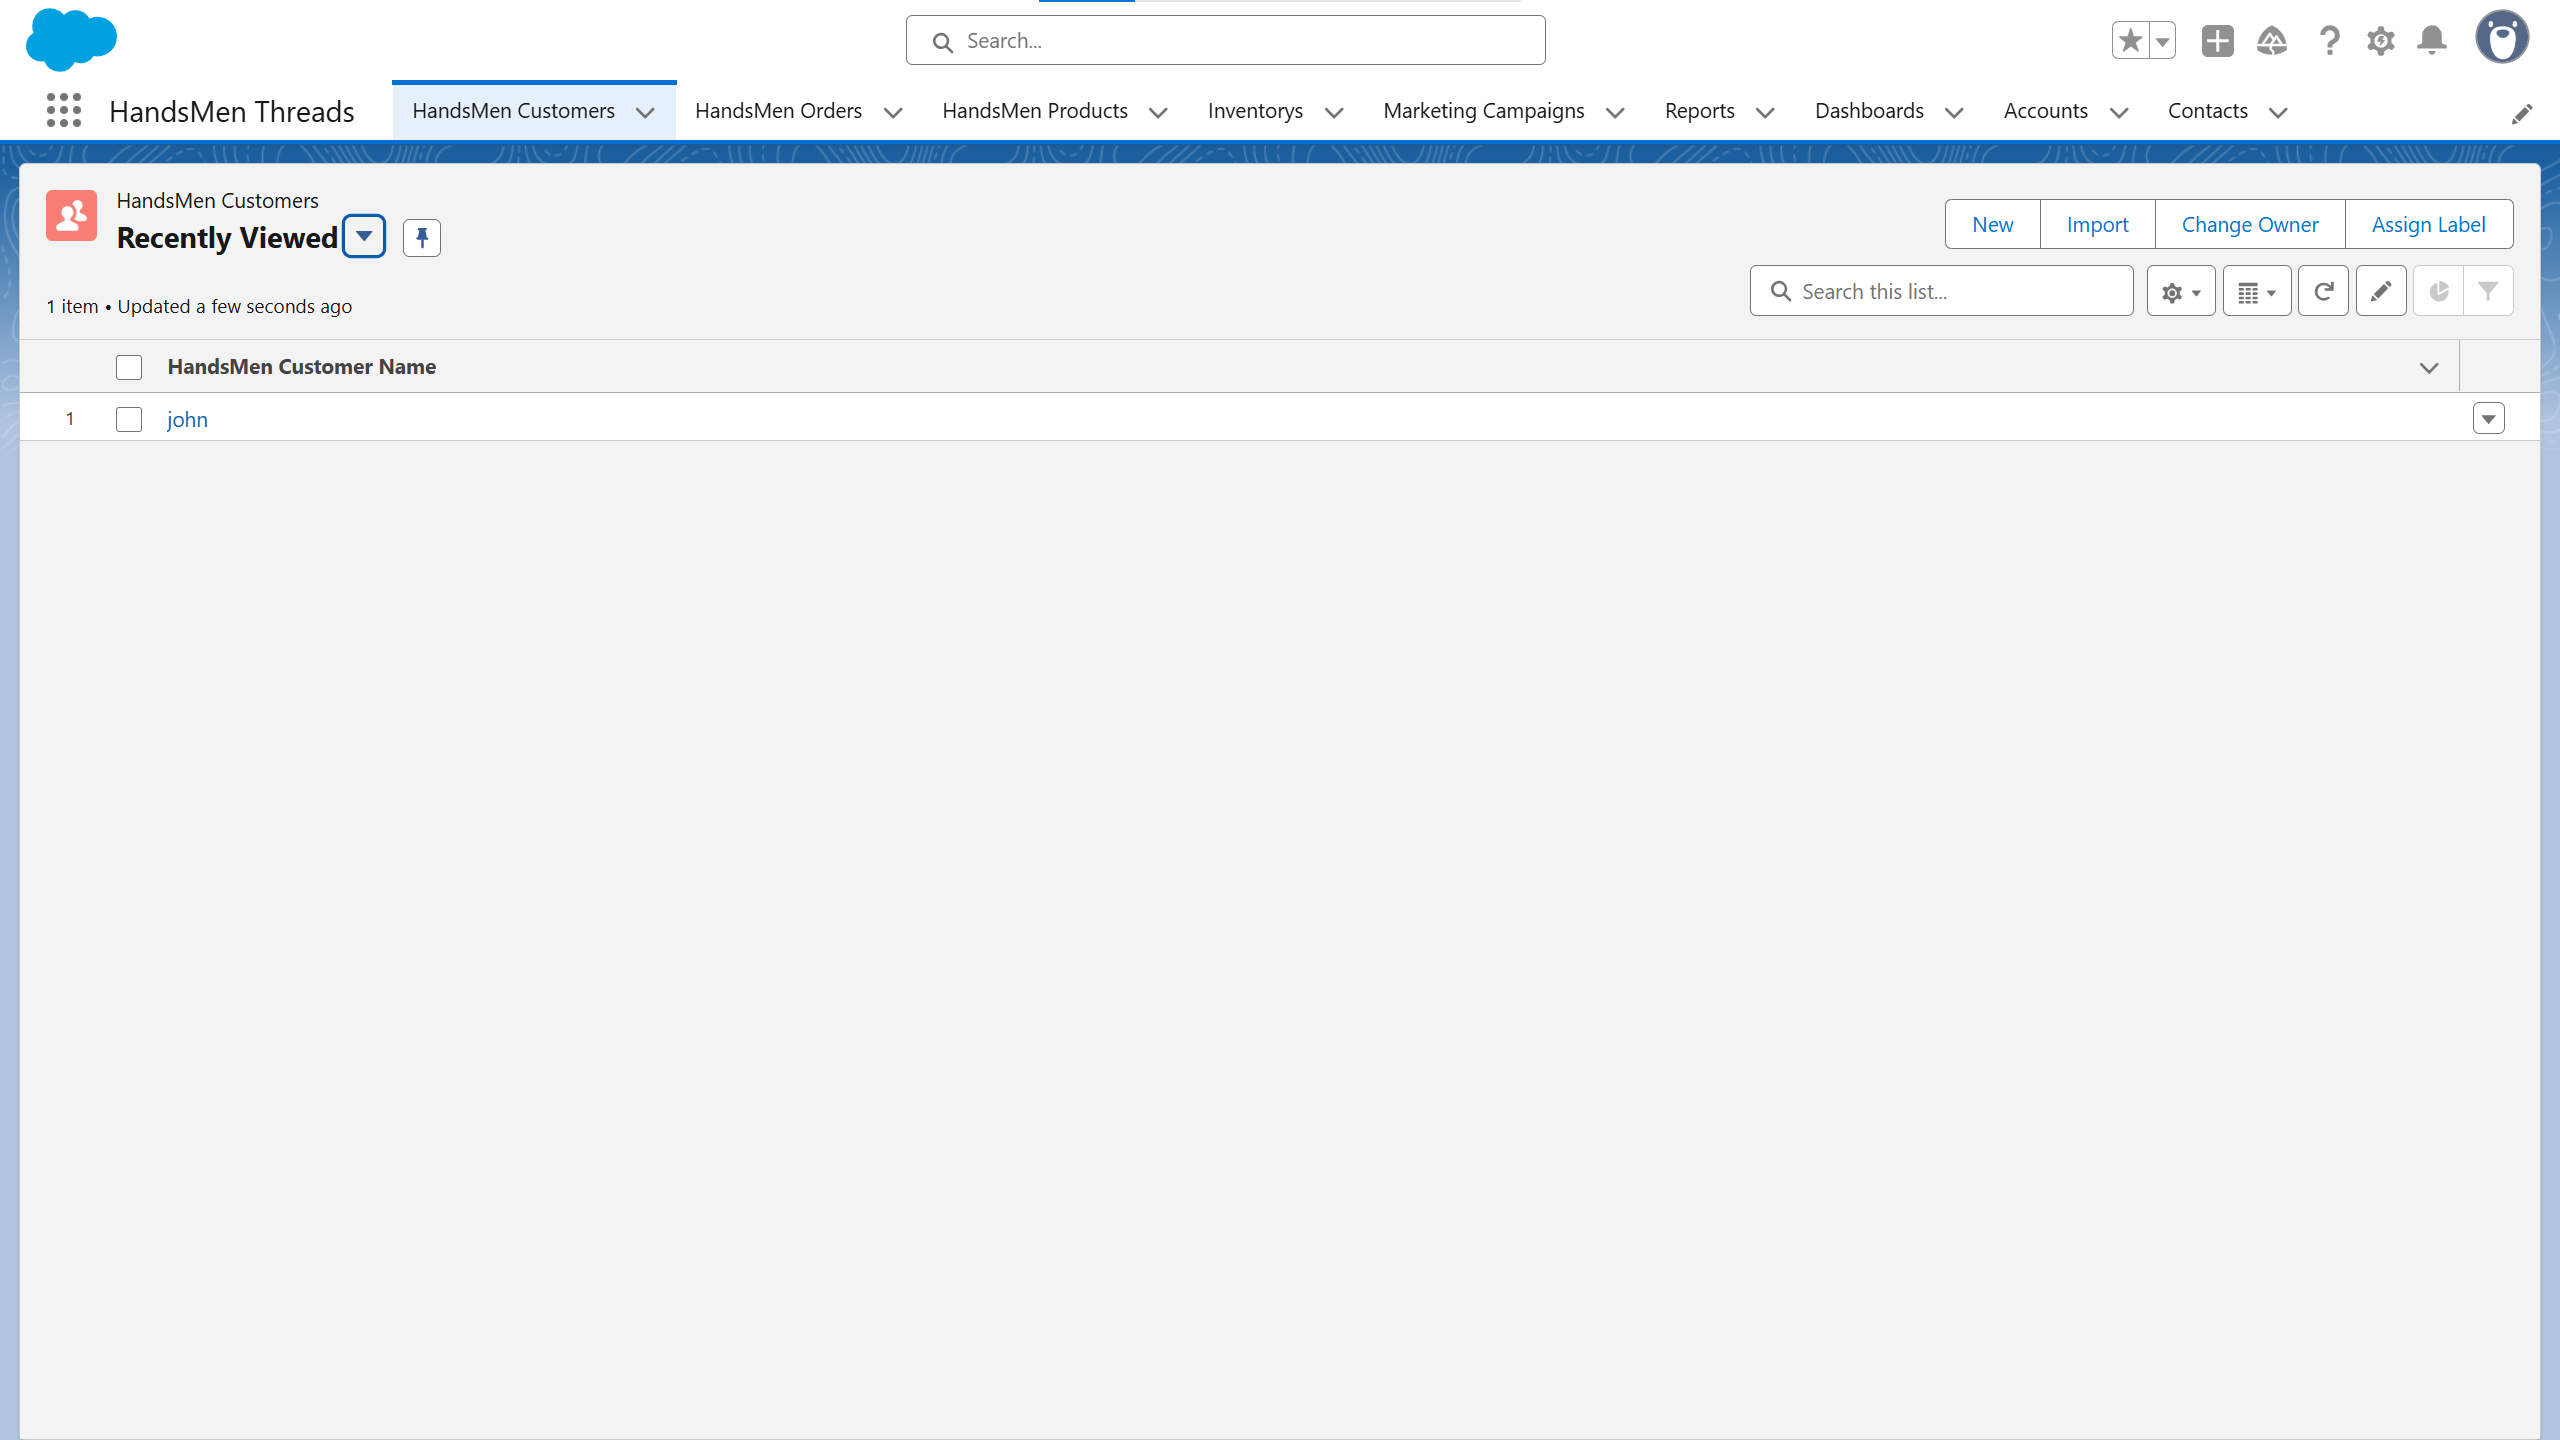 Search...
HandsMen Threads
HandsMen Customers
HandsMen Orders
HandsMen Products
Inventorys
Marketing Campaigns
Reports
Dashboards
Accounts
Contacts
HandsMen Customers
Recently Viewed
New
Import
Change Owner
Assign Label
1 item • Updated a few seconds ago
Search this list...
HandsMen Customer Name
1
john